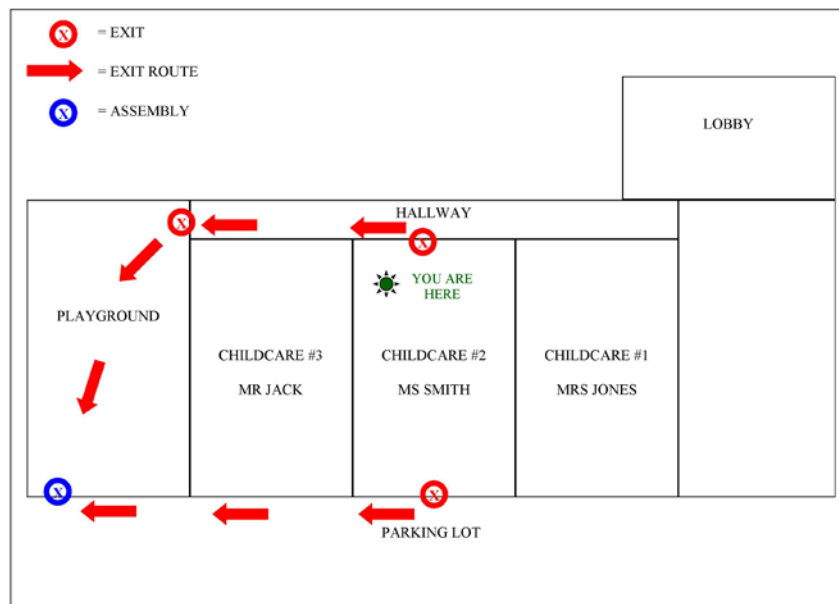 X = EXIT
= EXIT ROUTE
X = ASSEMBLY
LOBBY
HALLWAY
X
X
YOU ARE
HERE
PLAYGROUND
CHILDCARE #3
MR JACK
CHILDCARE #2
MS SMITH
CHILDCARE #1
MRS JONES
X
X
PARKING LOT